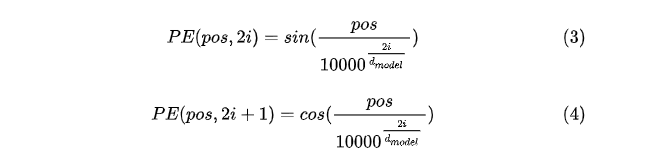 PE(pos, 2i) = sin(pos / 10000^(2i / d_model)) (3)
PE(pos, 2i + 1) = cos(pos / 10000^(2i / d_model)) (4)